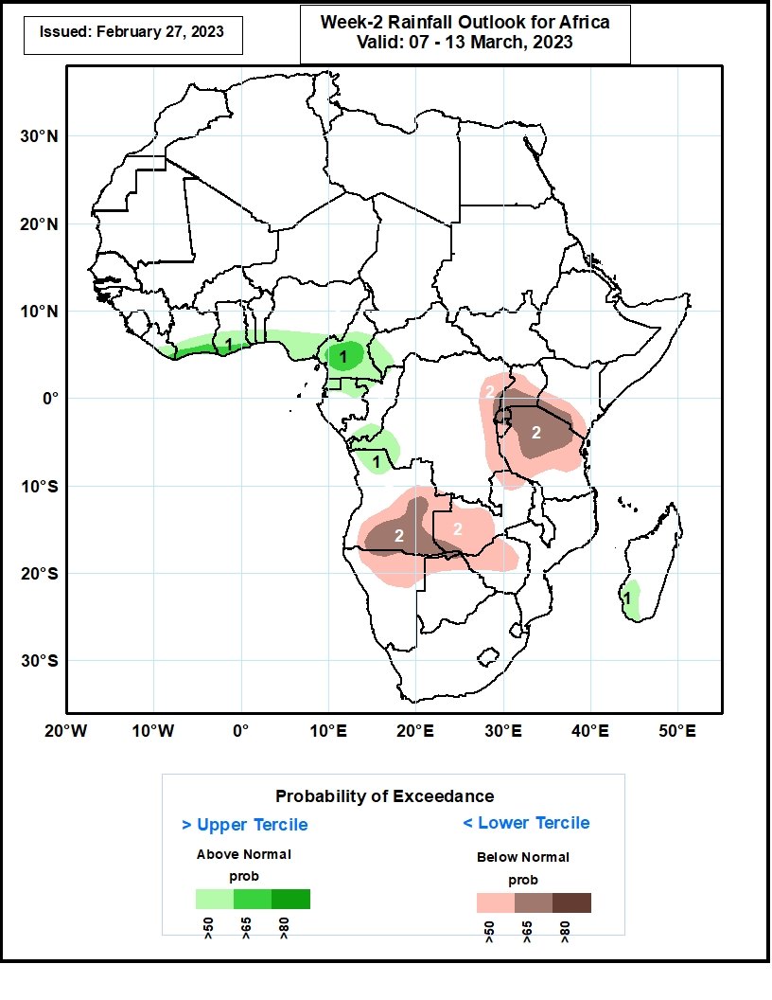 Issued: February 27, 2023
Week-2 Rainfall Outlook for Africa
Valid: 07 - 13 March, 2023
30°N
20°N
10°N
0°
10°S
20°S
30°S
1
1
2
2
1
2
2
1
20°W 10°W 0° 10°E 20°E 30°E 40°E 50°E
Probability of Exceedance
> Upper Tercile
< Lower Tercile
Above Normal
Below Normal
prob
prob
>50 >65 >80
>50 >65 >80